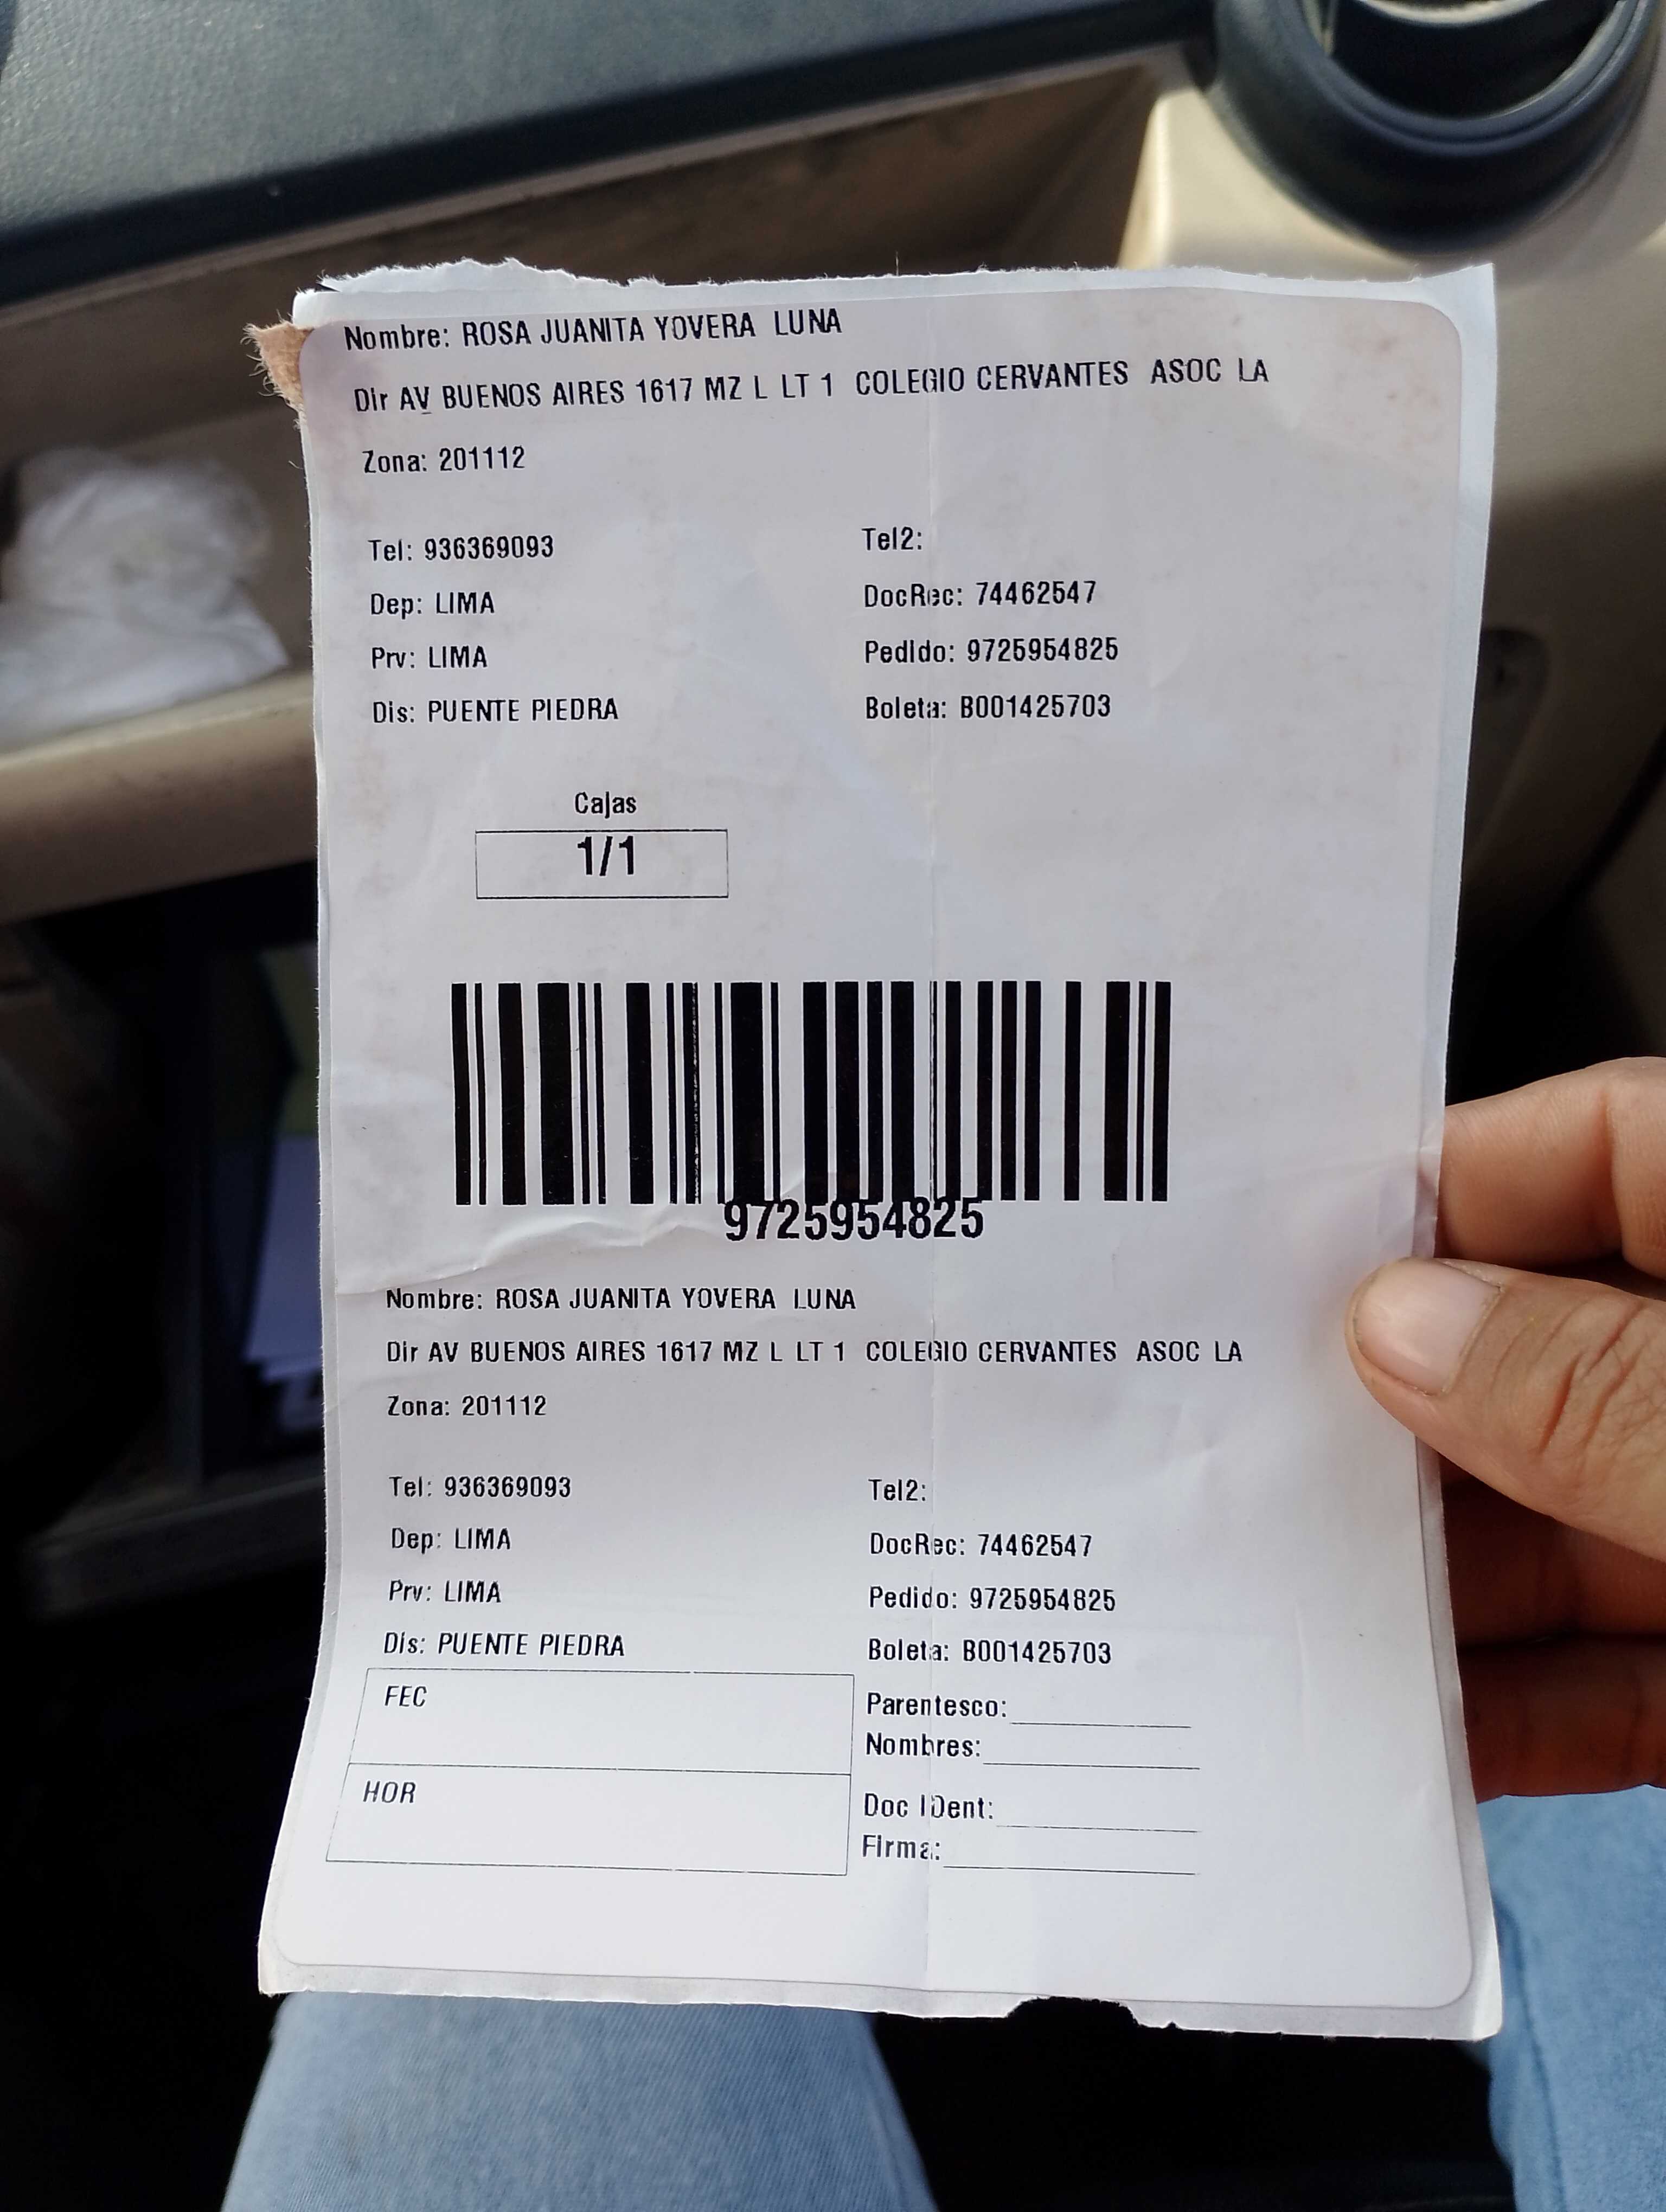 Nombre: ROSA JUANITA YOVERA LUNA
Dir AV BUENOS AIRES 1617 MZ L LT 1 COLEGIO CERVANTES ASOC LA
Zona: 201112
Tel: 936369093 Tel2:
Dep: LIMA DocRec: 74462547
Prv: LIMA Pedido: 9725954825
Dis: PUENTE PIEDRA Boleta: B001425703
Cajas
1/1
9725954825
Nombre: ROSA JUANITA YOVERA LUNA
Dir AV BUENOS AIRES 1617 MZ L LT 1 COLEGIO CERVANTES ASOC LA
Zona: 201112
Tel: 936369093 Tel2:
Dep: LIMA DocRec: 74462547
Prv: LIMA Pedido: 9725954825
Dis: PUENTE PIEDRA Boleta: B001425703
FEC Parentesco:
Nombres:
HOR Doc IDent:
Firma: